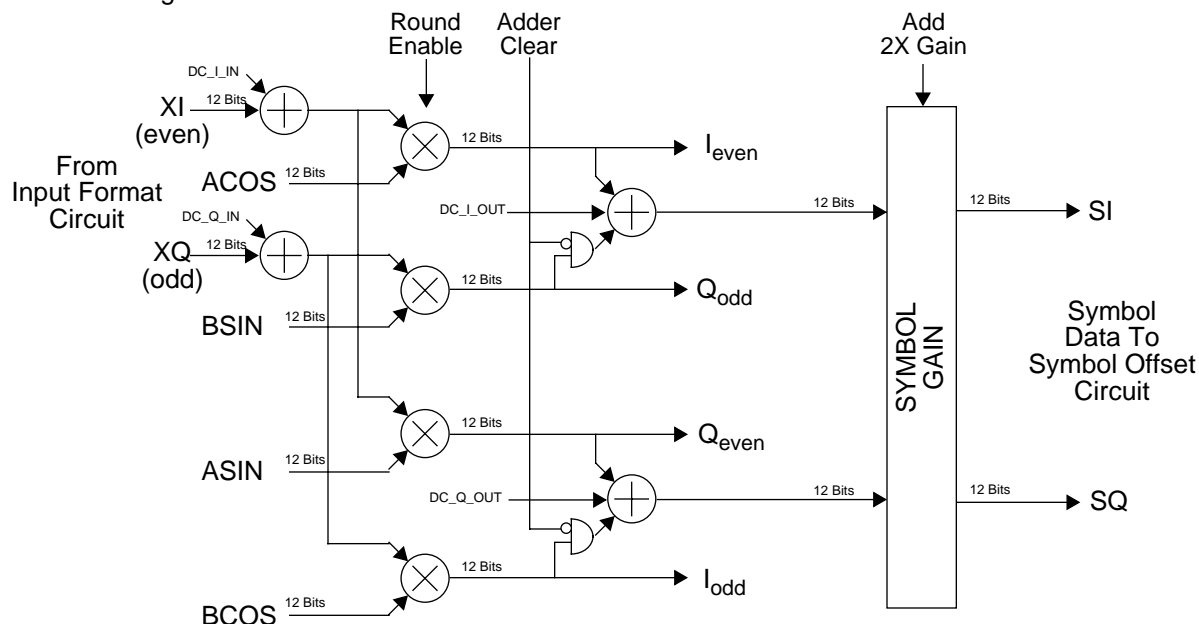 Round
Enable
Adder
Clear
Add
2X Gain
DC_I_IN
XI
(even)
12 Bits
12 Bits
I even
From
Input Format
Circuit
ACOS
12 Bits
DC_I_OUT
12 Bits
12 Bits
SI
DC_Q_IN
XQ
(odd)
12 Bits
12 Bits
Q odd
BSIN
12 Bits
SYMBOL
GAIN
Symbol
Data To
Symbol Offset
Circuit
12 Bits
Q even
ASIN
12 Bits
DC_Q_OUT
12 Bits
12 Bits
SQ
12 Bits
I odd
BCOS
12 Bits